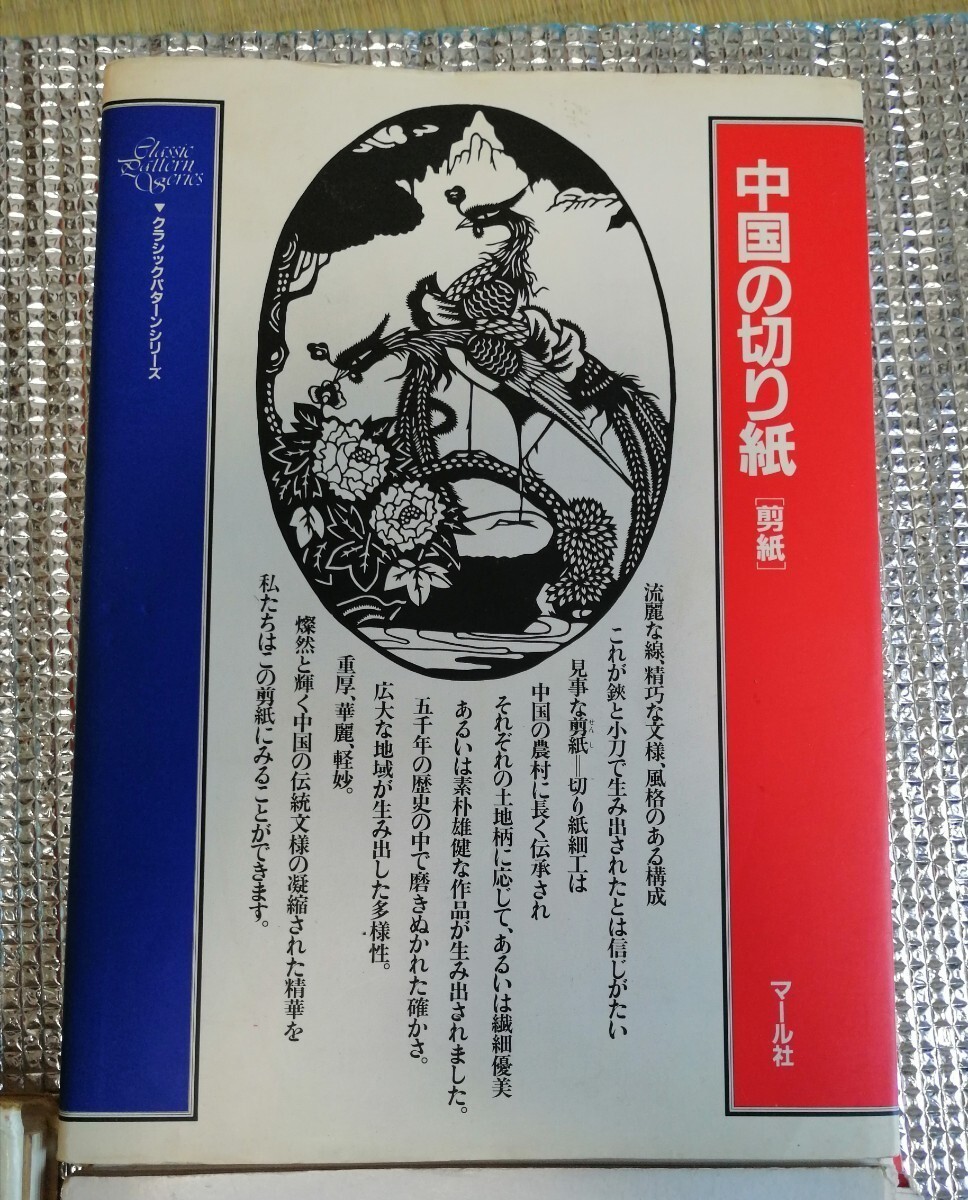 中国の切り紙
［剪紙］
マール社
流麗な線、精巧な文様、風格のある構成
これが鋏と小刀で生み出されたとは信じがたい
見事な剪紙＝切り紙細工は
せんし
中国の農村に長く伝承され
それぞれの土地柄に応じて、あるいは繊細優美
あるいは素朴雄健な作品が生み出されました。
五千年の歴史の中で磨きぬかれた確かさ。
広大な地域が生み出した多様性。
重厚、華麗、軽妙。
燦然と輝く中国の伝統文様の凝縮された精華を
私たちはこの剪紙にみることができます。
Classic
Pattern
Series
▼クラシックパターンシリーズ